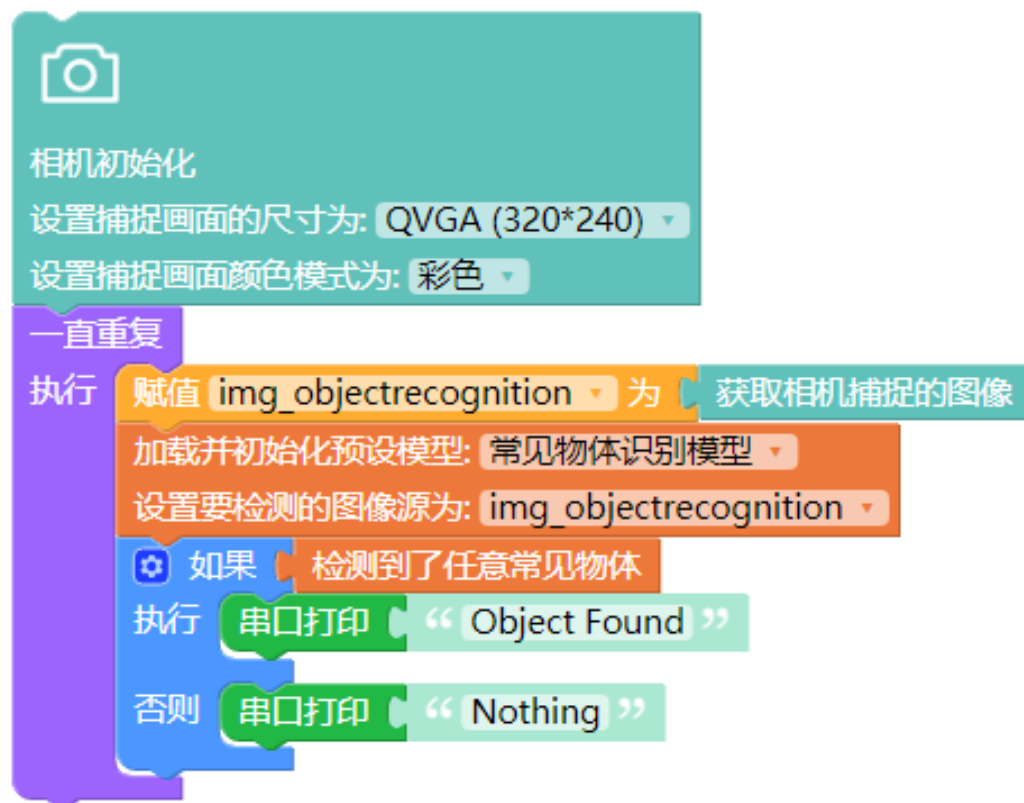 相机初始化
设置捕捉画面的尺寸为: QVGA (320*240)
设置捕捉画面颜色模式为: 彩色
一直重复
执行 赋值 img_objectrecognition 为 获取相机捕捉的图像
加载并初始化预设模型: 常见物体识别模型
设置要检测的图像源为: img_objectrecognition
如果 检测到了任意常见物体
执行 串口打印 “ Object Found ”
否则 串口打印 “ Nothing ”